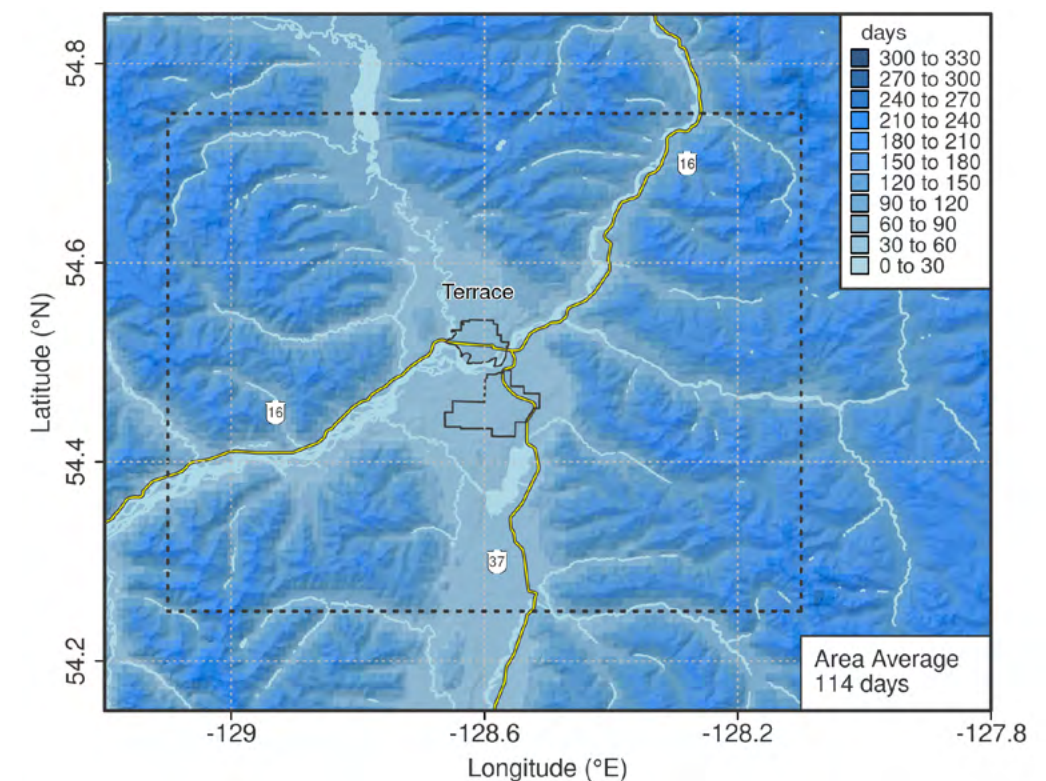 days
300 to 330
270 to 300
240 to 270
210 to 240
180 to 210
150 to 180
120 to 150
90 to 120
60 to 90
30 to 60
0 to 30
54.8
16
54.6
Terrace
Latitude (°N)
16
54.4
37
54.2
Area Average
114 days
-129
-128.6
-128.2
-127.8
Longitude (°E)